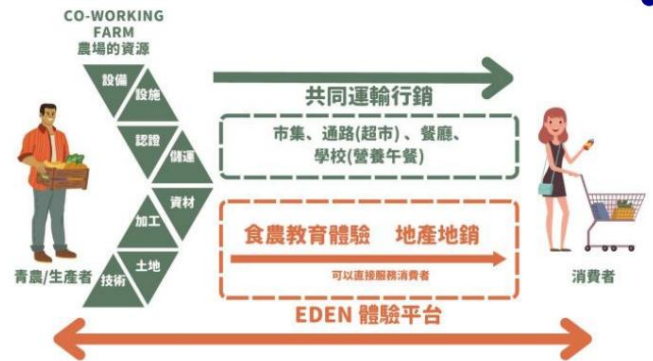 CO-WORKING
FARM
農場的資源
設備
設施
認證
儲運
資材
加工
土地
技術
青農/生產者
共同運輸行銷
市集、通路(超市)、餐廳、
學校(營養午餐)
食農教育體驗 地產地銷
可以直接服務消費者
消費者
EDEN 體驗平台